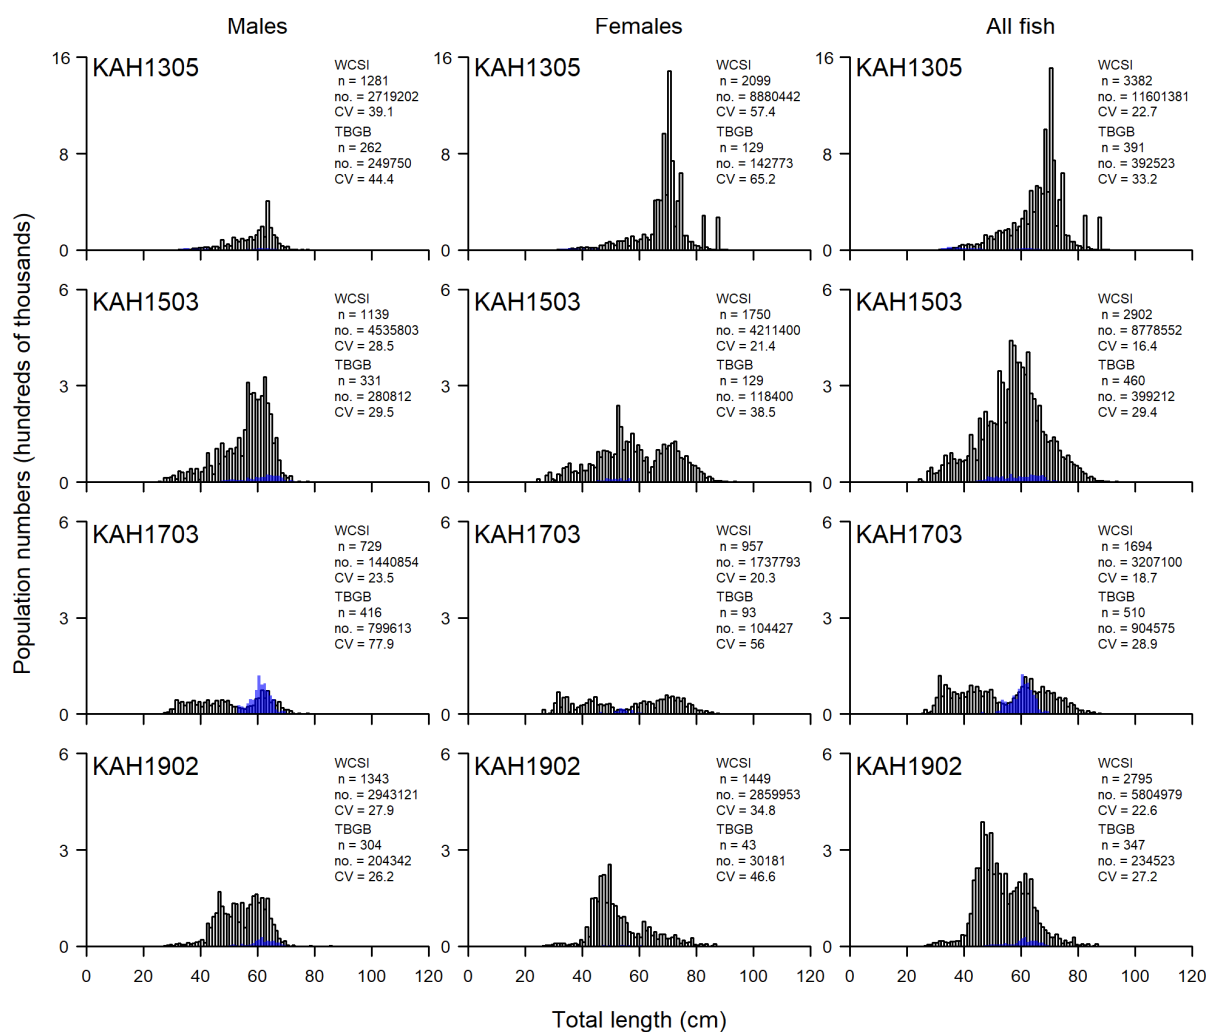 Males
Females
All fish
Population numbers (hundreds of thousands)
KAH1305
WCSI
n = 1281
no. = 2719202
CV = 39.1
TBGB
n = 262
no. = 249750
CV = 44.4
16
8
0
KAH1305
WCSI
n = 2099
no. = 8880442
CV = 57.4
TBGB
n = 129
no. = 142773
CV = 65.2
16
8
0
KAH1305
WCSI
n = 3382
no. = 11601381
CV = 22.7
TBGB
n = 391
no. = 392523
CV = 33.2
16
8
0
KAH1503
WCSI
n = 1139
no. = 4535803
CV = 28.5
TBGB
n = 331
no. = 280812
CV = 29.5
6
3
0
KAH1503
WCSI
n = 1750
no. = 4211400
CV = 21.4
TBGB
n = 129
no. = 118400
CV = 38.5
6
3
0
KAH1503
WCSI
n = 2902
no. = 8778552
CV = 16.4
TBGB
n = 460
no. = 399212
CV = 29.4
6
3
0
KAH1703
WCSI
n = 729
no. = 1440854
CV = 23.5
TBGB
n = 416
no. = 799613
CV = 77.9
6
3
0
KAH1703
WCSI
n = 957
no. = 1737793
CV = 20.3
TBGB
n = 93
no. = 104427
CV = 56
6
3
0
KAH1703
WCSI
n = 1694
no. = 3207100
CV = 18.7
TBGB
n = 510
no. = 904575
CV = 28.9
6
3
0
KAH1902
WCSI
n = 1343
no. = 2943121
CV = 27.9
TBGB
n = 304
no. = 204342
CV = 26.2
6
3
0
KAH1902
WCSI
n = 1449
no. = 2859953
CV = 34.8
TBGB
n = 43
no. = 30181
CV = 46.6
6
3
0
KAH1902
WCSI
n = 2795
no. = 5804979
CV = 22.6
TBGB
n = 347
no. = 234523
CV = 27.2
6
3
0
0 20 40 60 80 100 120
0 20 40 60 80 100 120
0 20 40 60 80 100 120
Total length (cm)